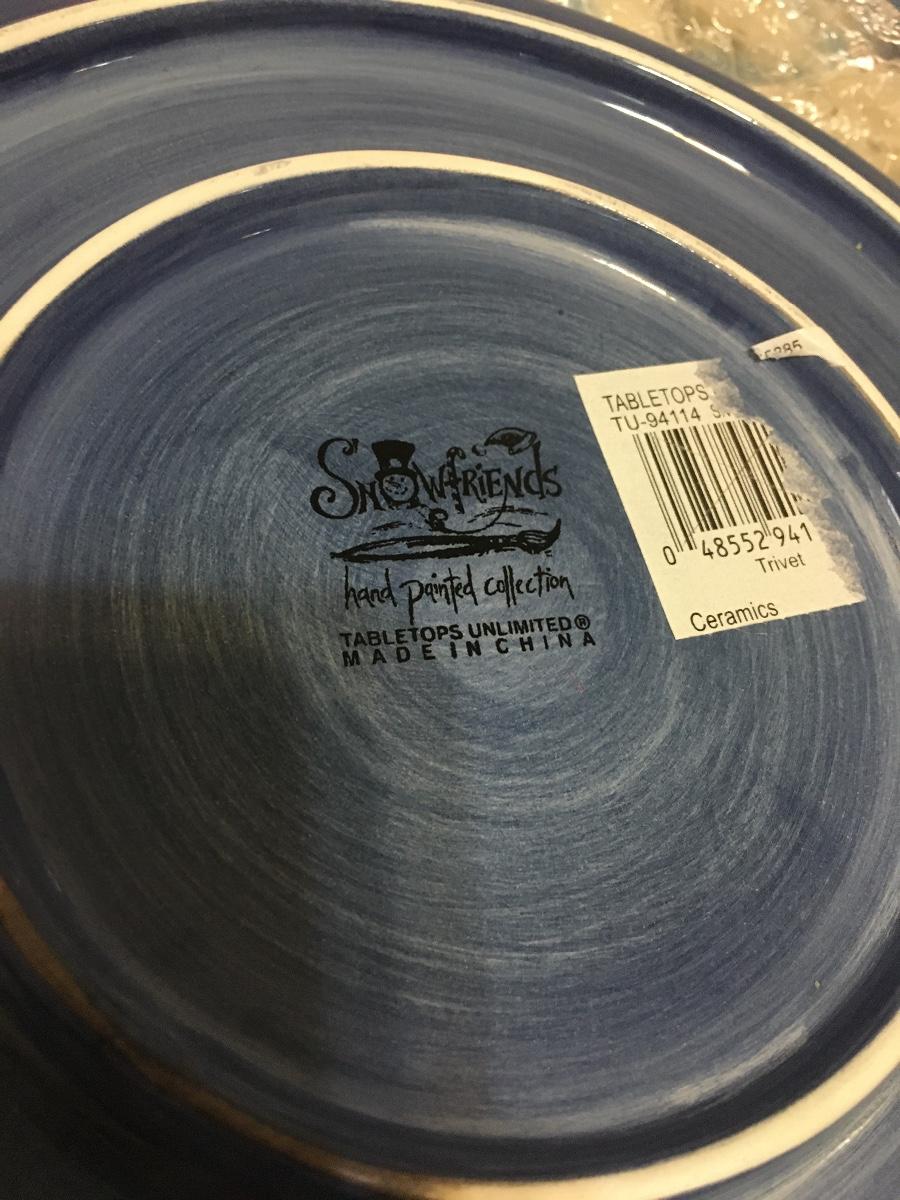 SNOWfRiENds
hand painted collection
TABLETOPS UNLIMITED®
MADE IN CHINA
TABLETOPS
TU-94114
0 48552 941
Trivet
Ceramics